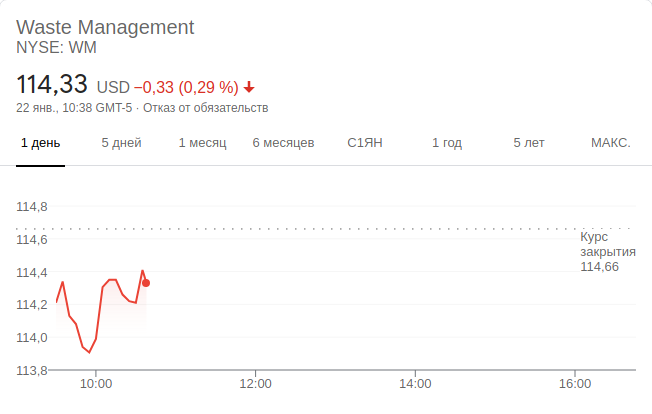 Waste Management
NYSE: WM
114,33 USD −0,33 (0,29 %)
22 янв., 10:38 GMT-5 · Отказ от обязательств
1 день 5 дней 1 месяц 6 месяцев С1ЯН 1 год 5 лет МАКС.
114,8
114,6
Курс
закрытия
114,66
114,4
114,2
114,0
113,8
10:00 12:00 14:00 16:00